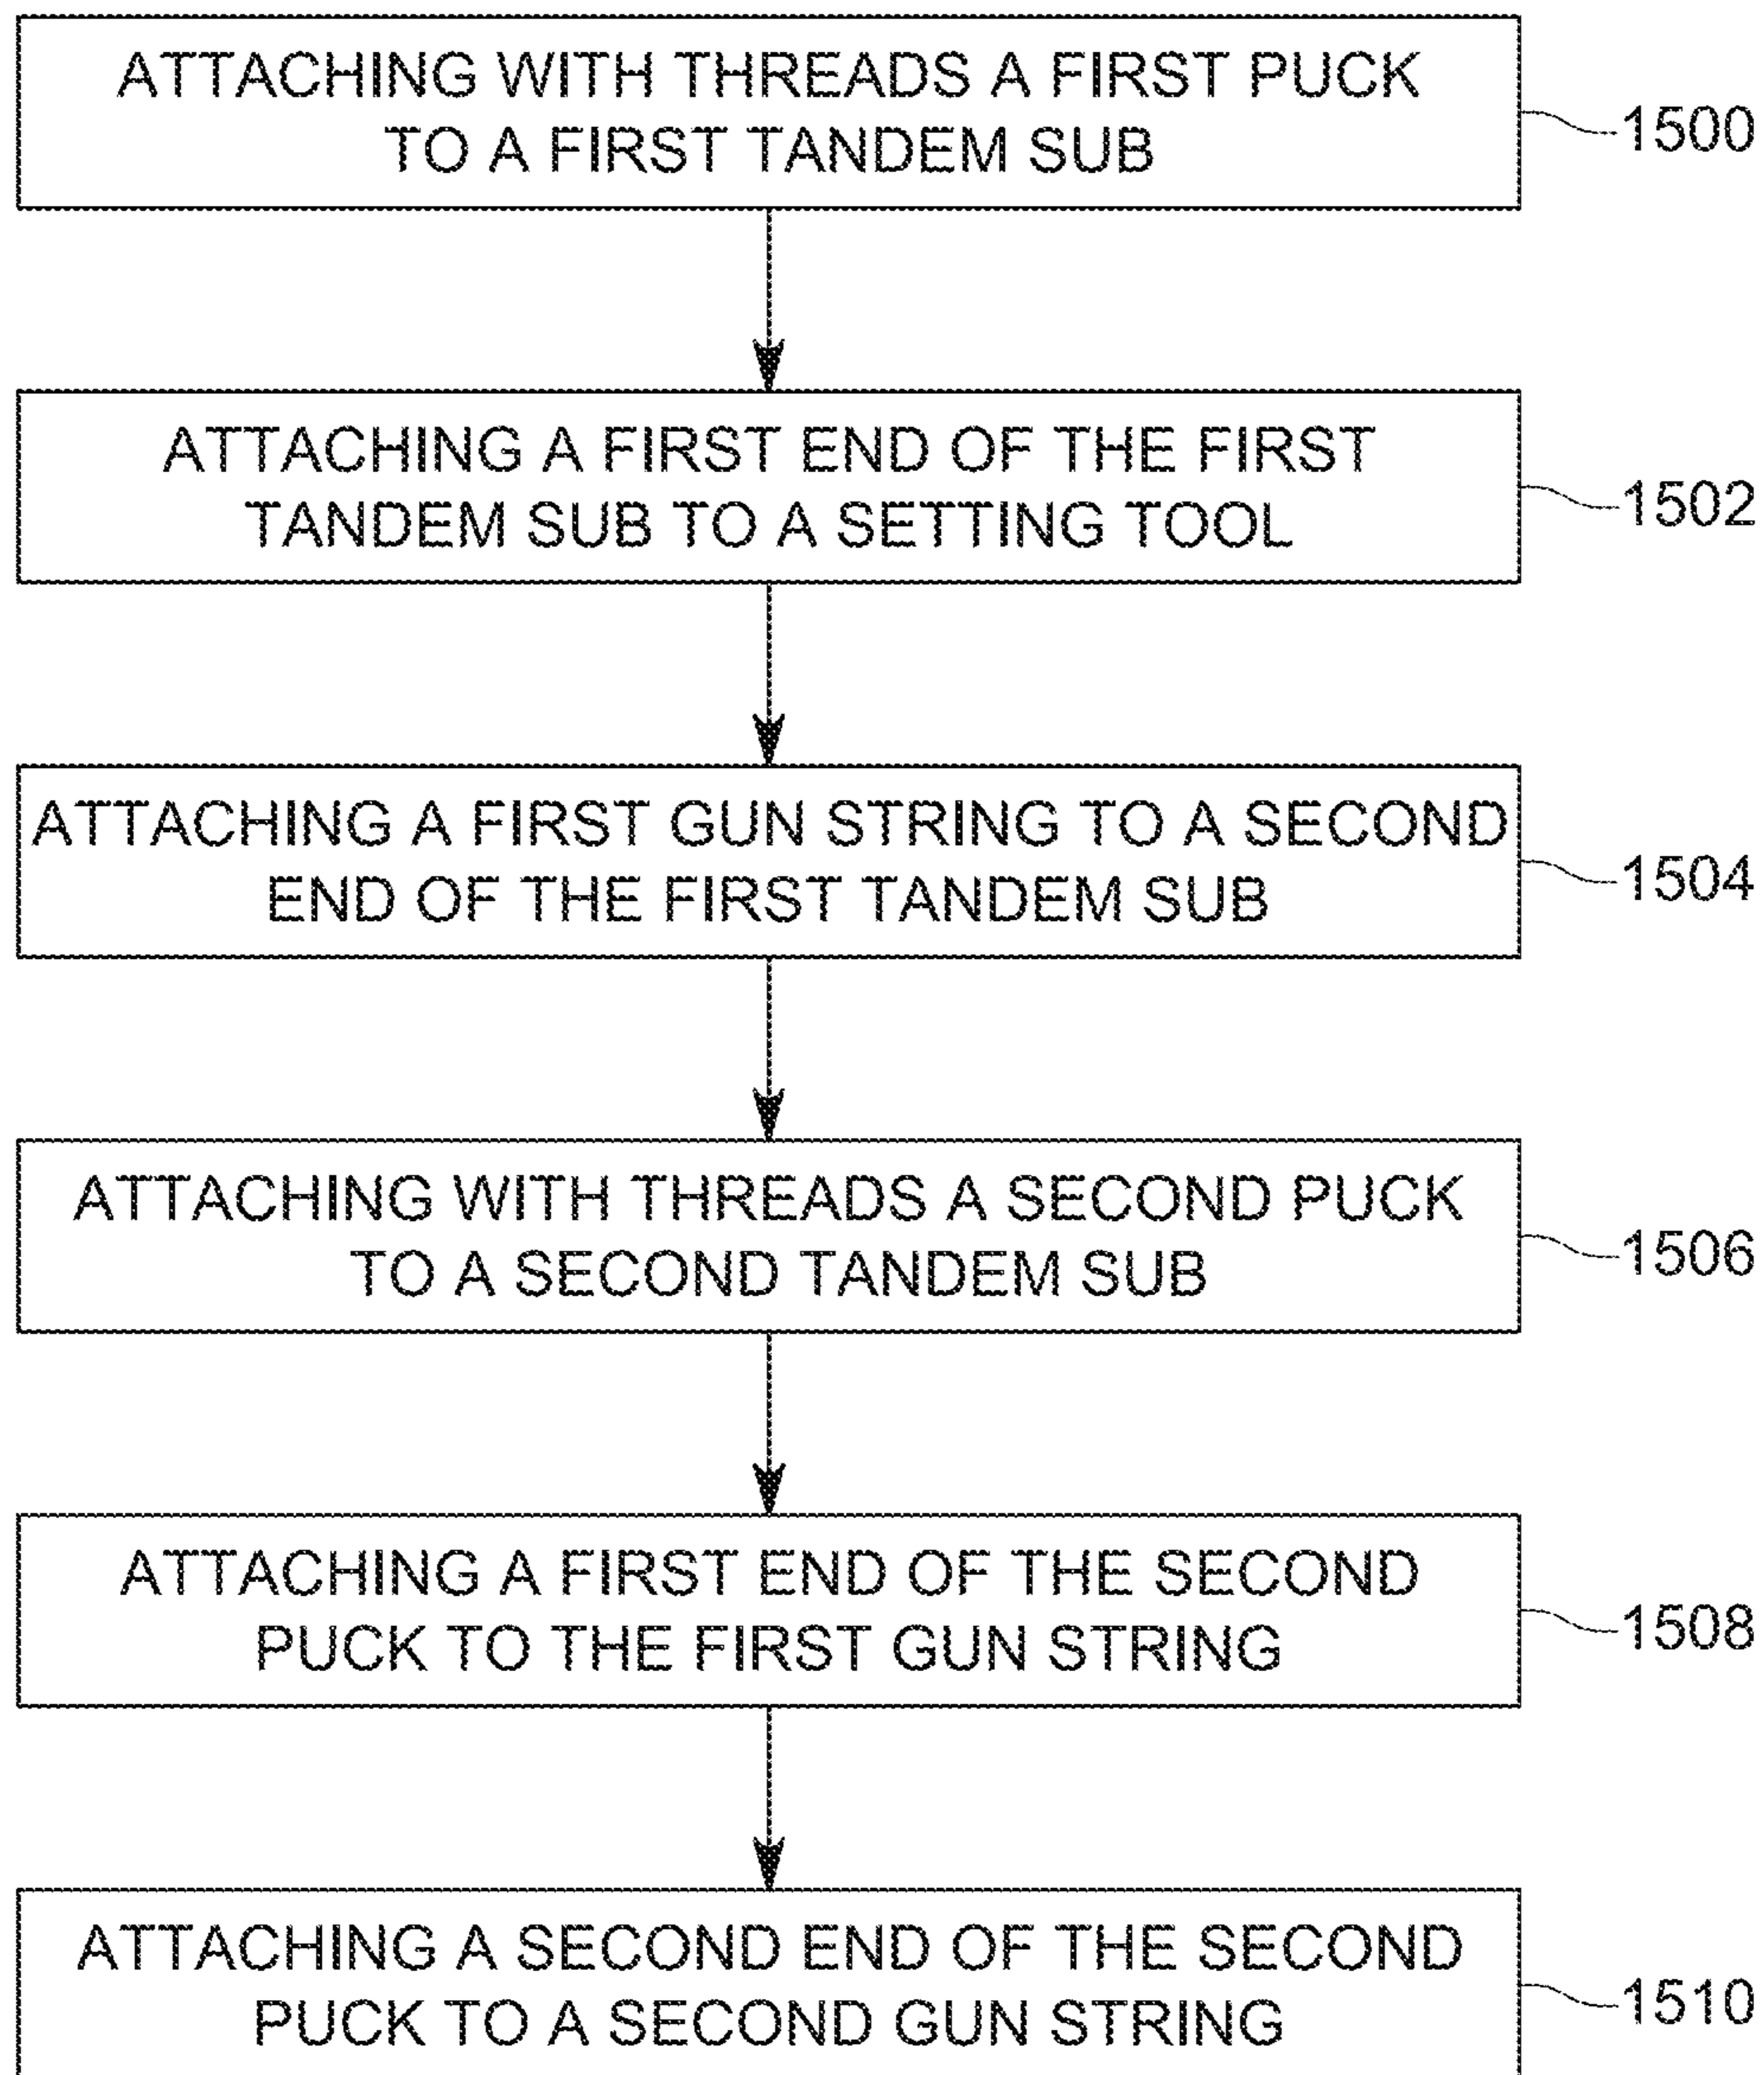 ATTACHING WITH THREADS A FIRST PUCK
TO A FIRST TANDEM SUB
1500
ATTACHING A FIRST END OF THE FIRST
TANDEM SUB TO A SETTING TOOL
1502
ATTACHING A FIRST GUN STRING TO A SECOND
END OF THE FIRST TANDEM SUB
1504
ATTACHING WITH THREADS A SECOND PUCK
TO A SECOND TANDEM SUB
1506
ATTACHING A FIRST END OF THE SECOND
PUCK TO THE FIRST GUN STRING
1508
ATTACHING A SECOND END OF THE SECOND
PUCK TO A SECOND GUN STRING
1510